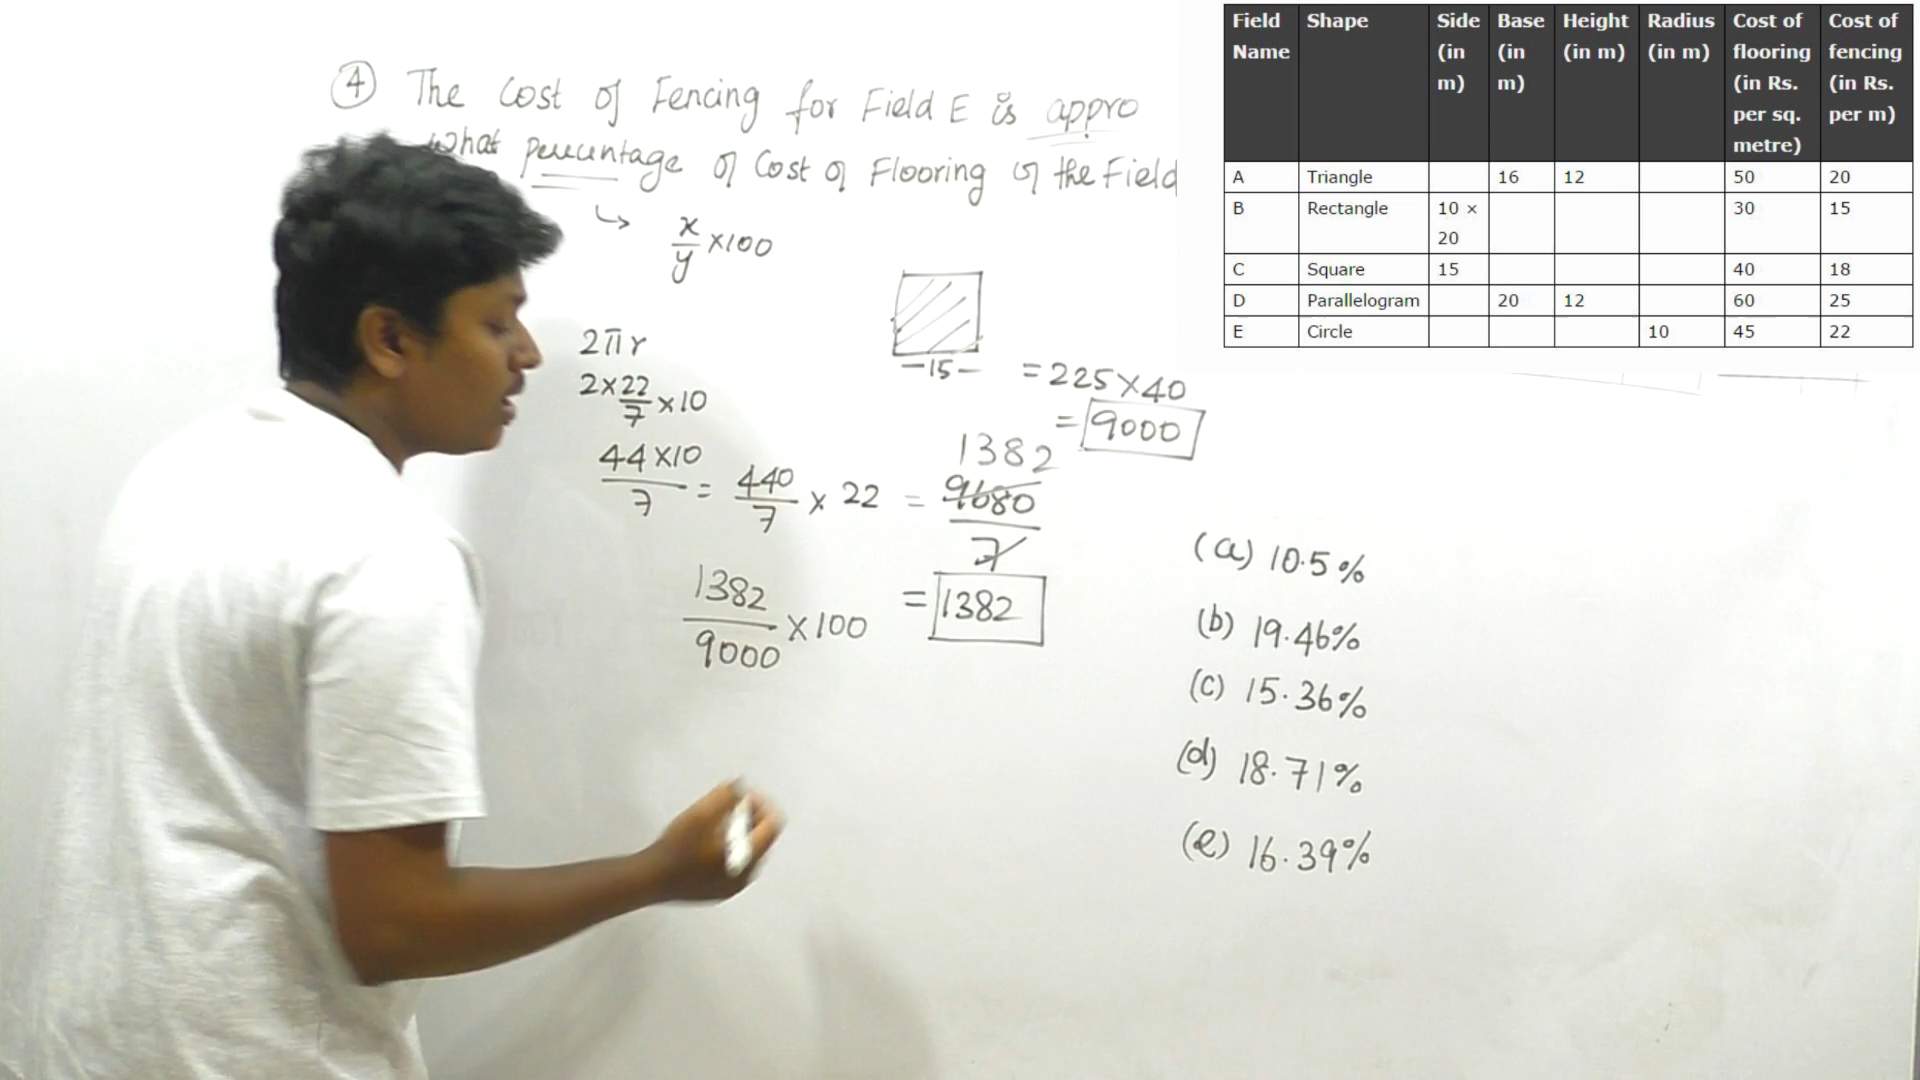 ④ The Cost of Fencing for Field E is appro
What percentage of Cost of Flooring of the Field
x/y ×100
2πr
2×22/7×10
44×10/7 = 440/7 × 22 = 9680/7
1382
= 1382
1382/9000 ×100
—15—
= 225×40
= 9000
(a) 10.5%
(b) 19.46%
(c) 15.36%
(d) 18.71%
(e) 16.39%
Field Name | Shape | Side (in m) | Base (in m) | Height (in m) | Radius (in m) | Cost of flooring (in Rs. per sq. metre) | Cost of fencing (in Rs. per m)
A | Triangle | | 16 | 12 | | 50 | 20
B | Rectangle | 10 × 20 | | | | 30 | 15
C | Square | 15 | | | | 40 | 18
D | Parallelogram | | 20 | 12 | | 60 | 25
E | Circle | | | | 10 | 45 | 22